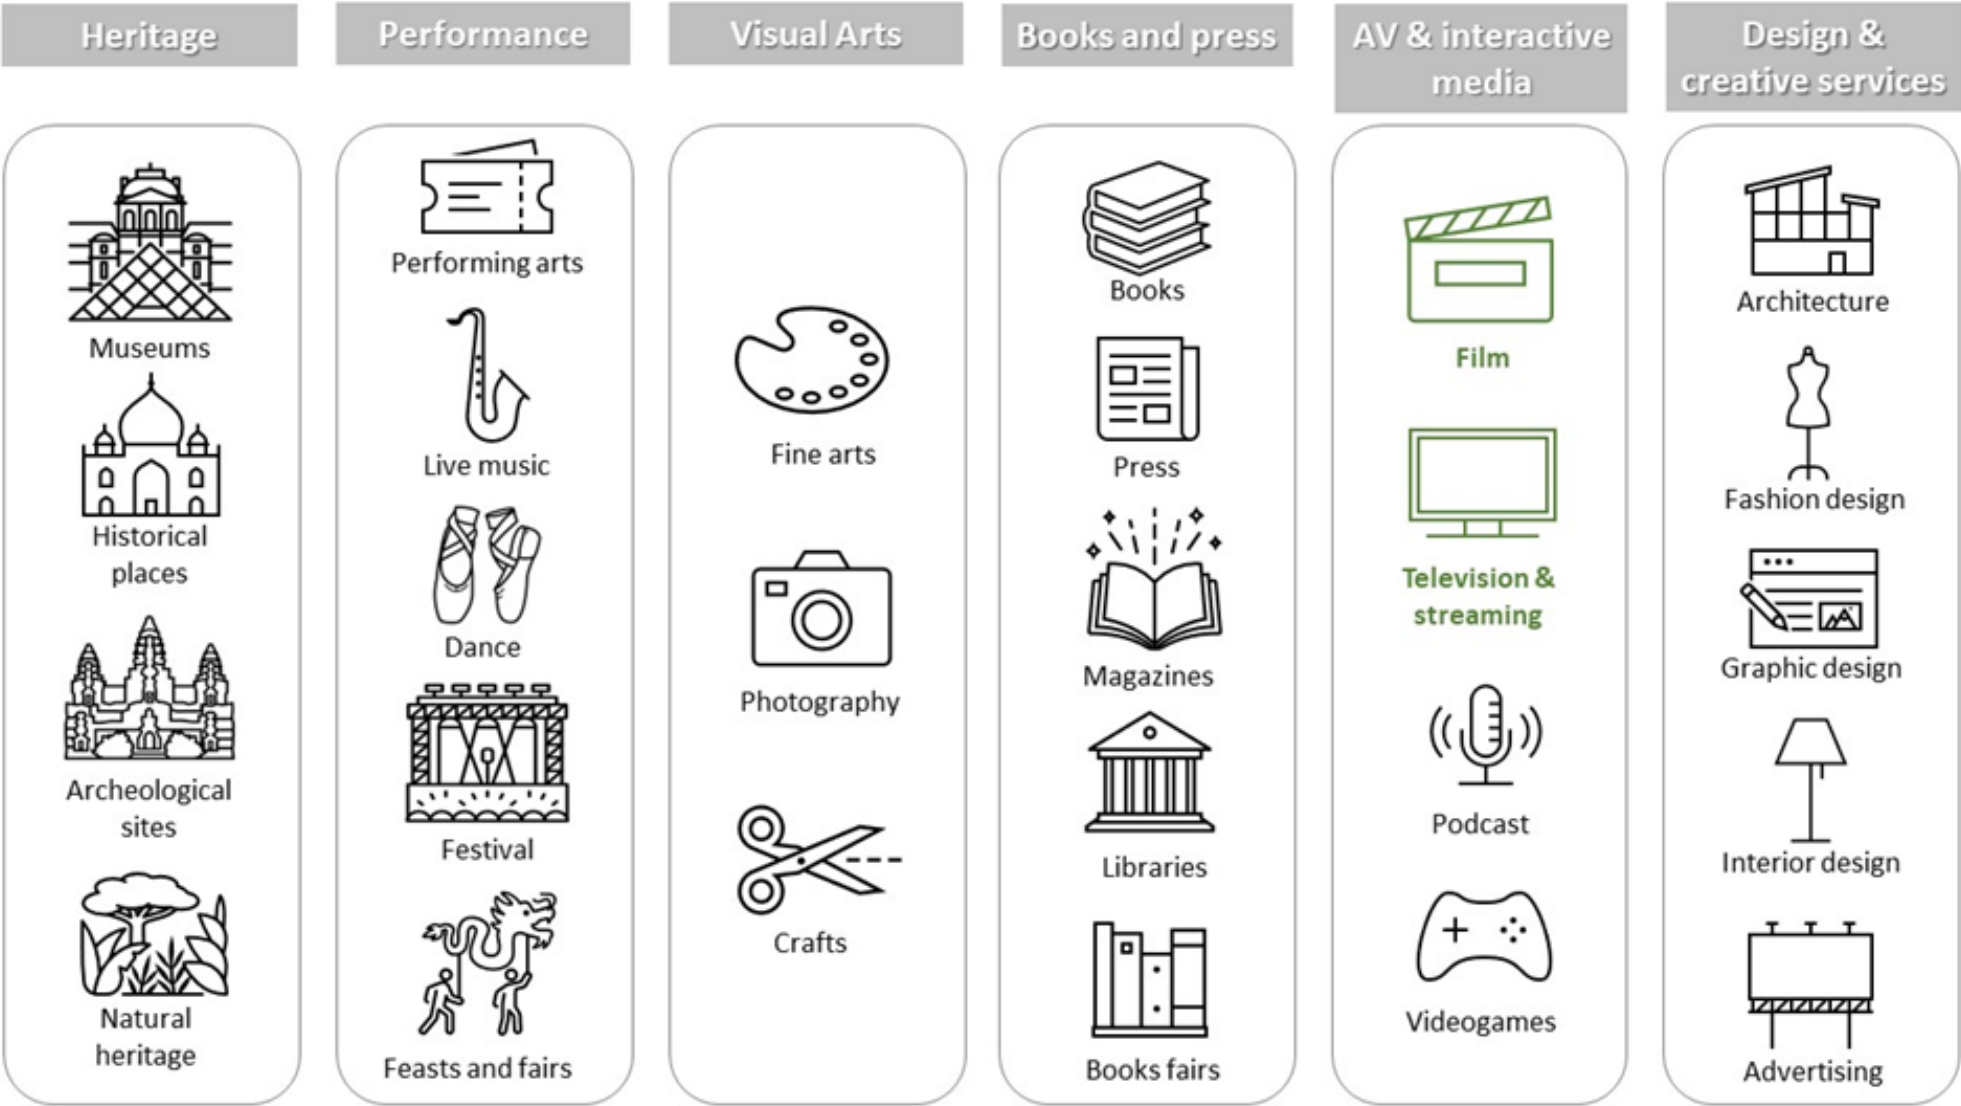 Heritage
Museums
Historical
places
Archeological
sites
Natural
heritage
Performance
Performing arts
Live music
Dance
Festival
Feasts and fairs
Visual Arts
Fine arts
Photography
Crafts
Books and press
Books
Press
Magazines
Libraries
Books fairs
AV & interactive
media
Film
Television &
streaming
Podcast
Videogames
Design &
creative services
Architecture
Fashion design
Graphic design
Interior design
Advertising